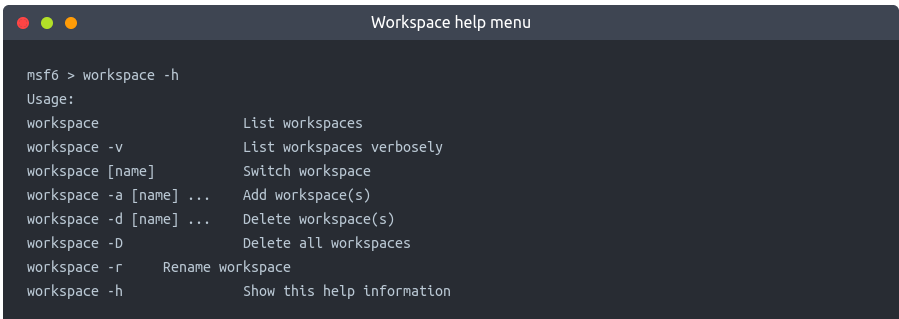 Workspace help menu
msf6 > workspace -h
Usage:
workspace                  List workspaces
workspace -v               List workspaces verbosely
workspace [name]           Switch workspace
workspace -a [name] ...    Add workspace(s)
workspace -d [name] ...    Delete workspace(s)
workspace -D               Delete all workspaces
workspace -r     Rename workspace
workspace -h               Show this help information